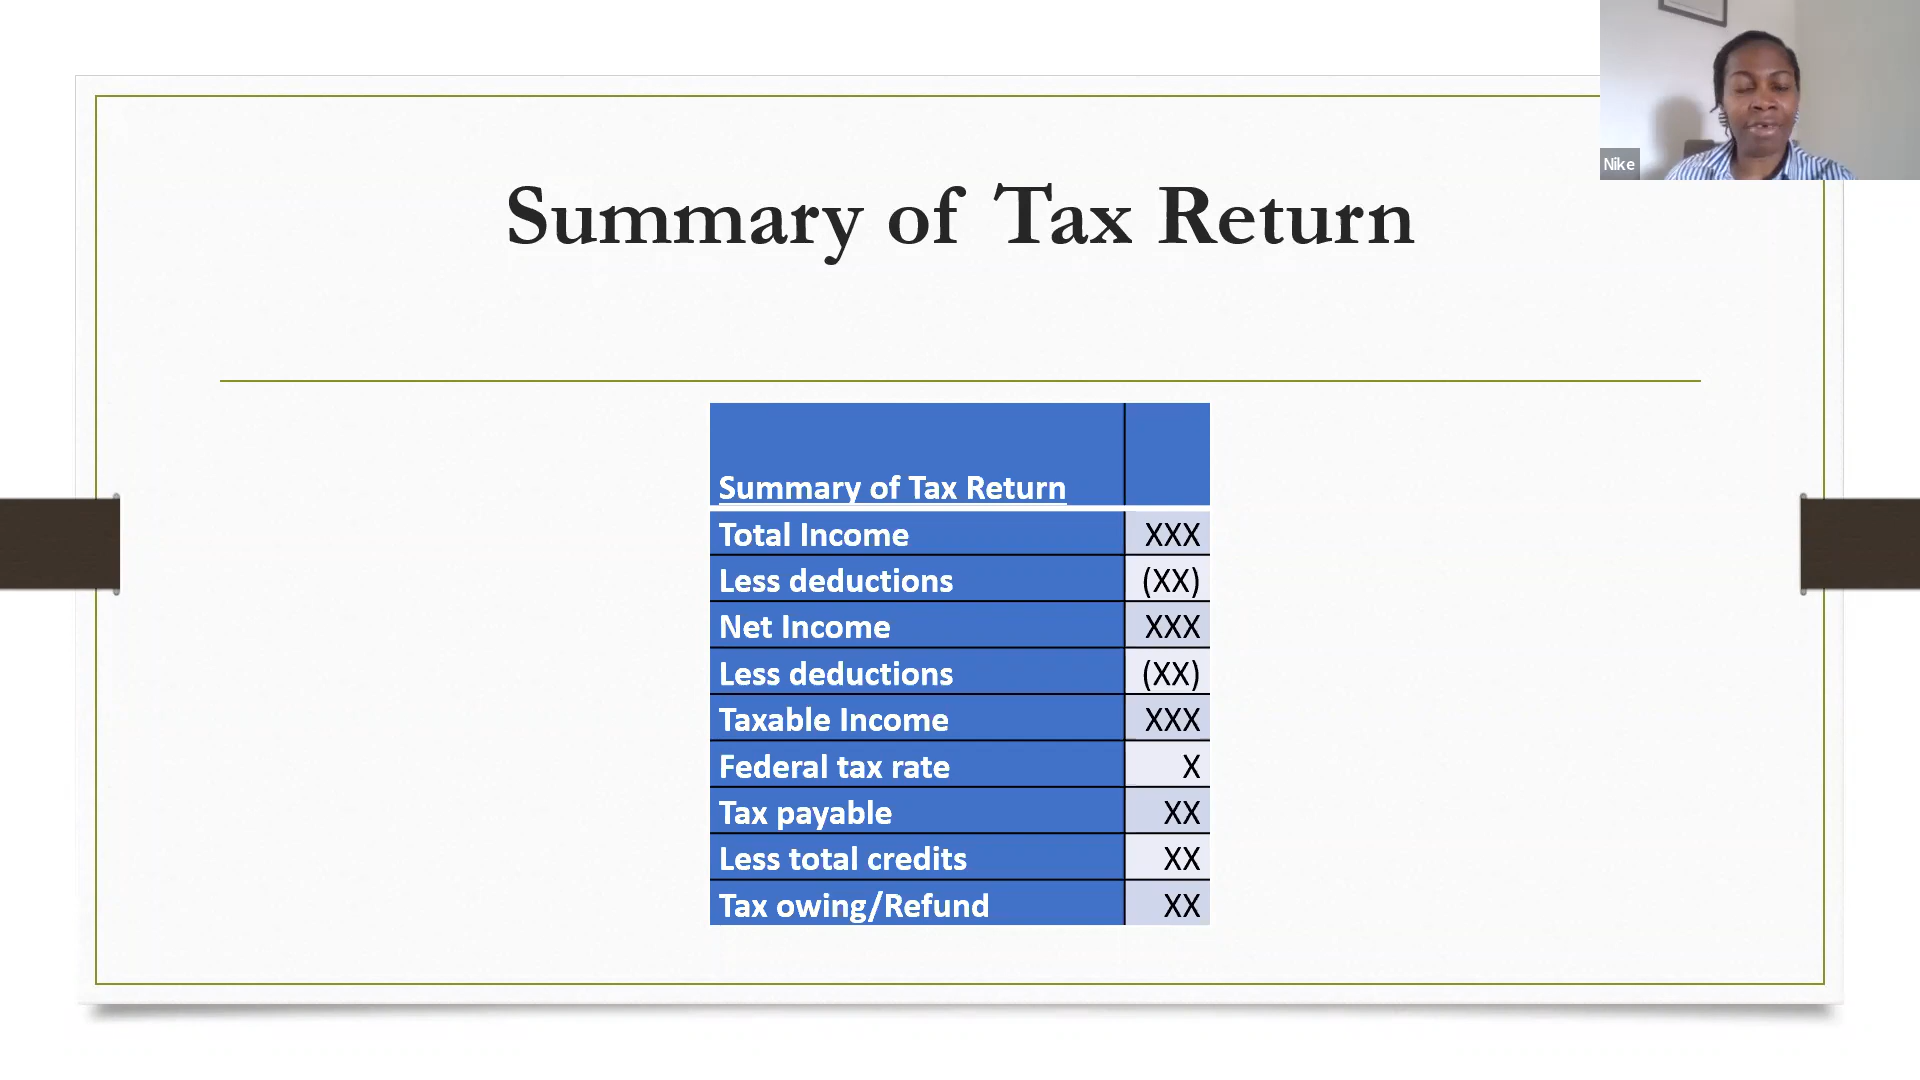 Nike
Summary of Tax Return
Summary of Tax Return
Total Income XXX
Less deductions (XX)
Net Income XXX
Less deductions (XX)
Taxable Income XXX
Federal tax rate X
Tax payable XX
Less total credits XX
Tax owing/Refund XX